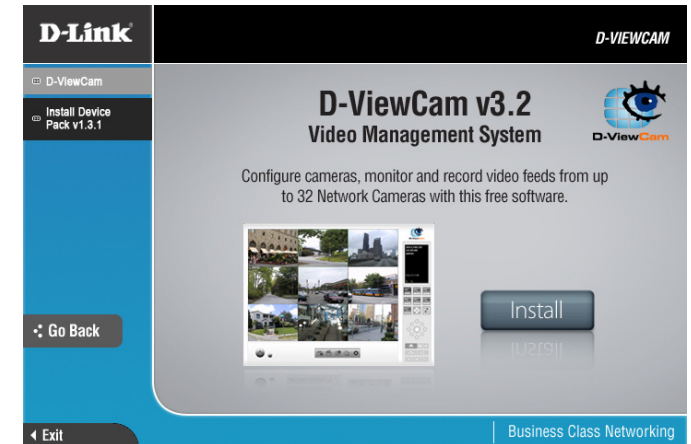 D-Link
D-VIEWCAM
D-ViewCam
Install Device
Pack v1.3.1
D-ViewCam v3.2
Video Management System
D-ViewCam
Configure cameras, monitor and record video feeds from up
to 32 Network Cameras with this free software.
Install
Go Back
Exit
Business Class Networking